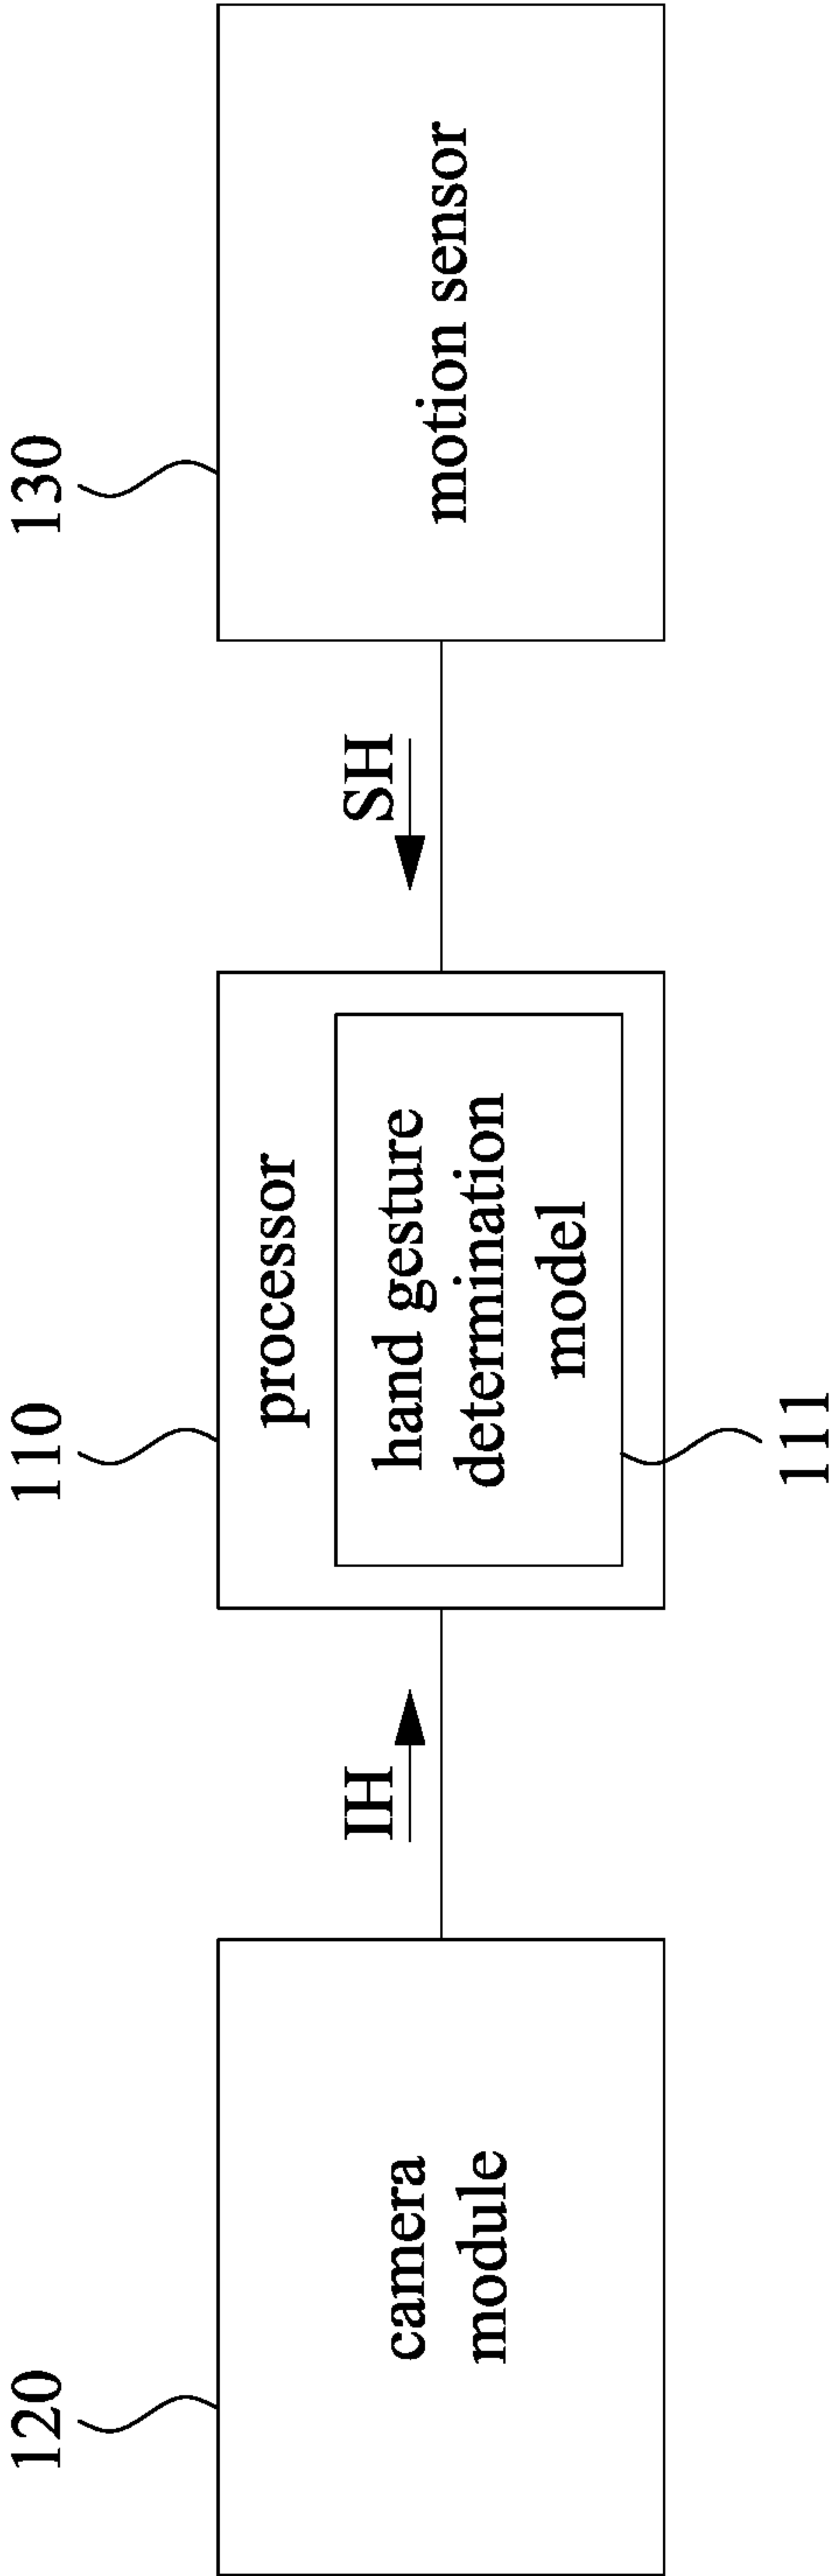 120
110
130
camera
module
IH
processor
hand gesture
determination
model
SH
motion sensor
111